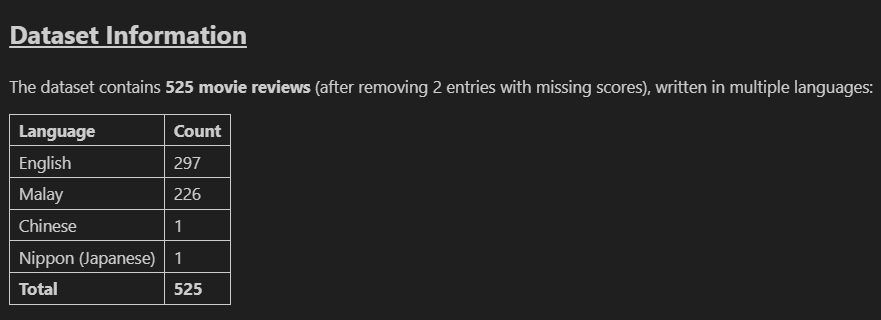 Dataset Information
The dataset contains 525 movie reviews (after removing 2 entries with missing scores), written in multiple languages:
Language Count
English 297
Malay 226
Chinese 1
Nippon (Japanese) 1
Total 525